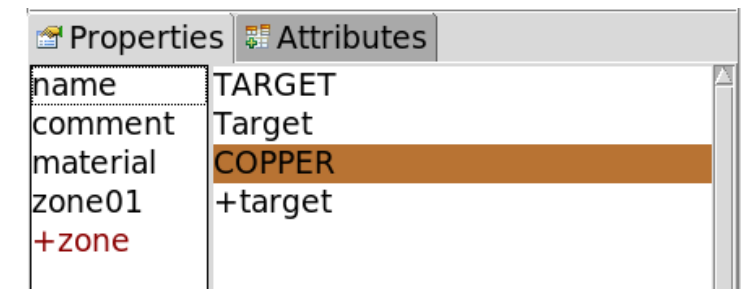 Properties Attributes
name TARGET
comment Target
material COPPER
zone01 +target
+zone